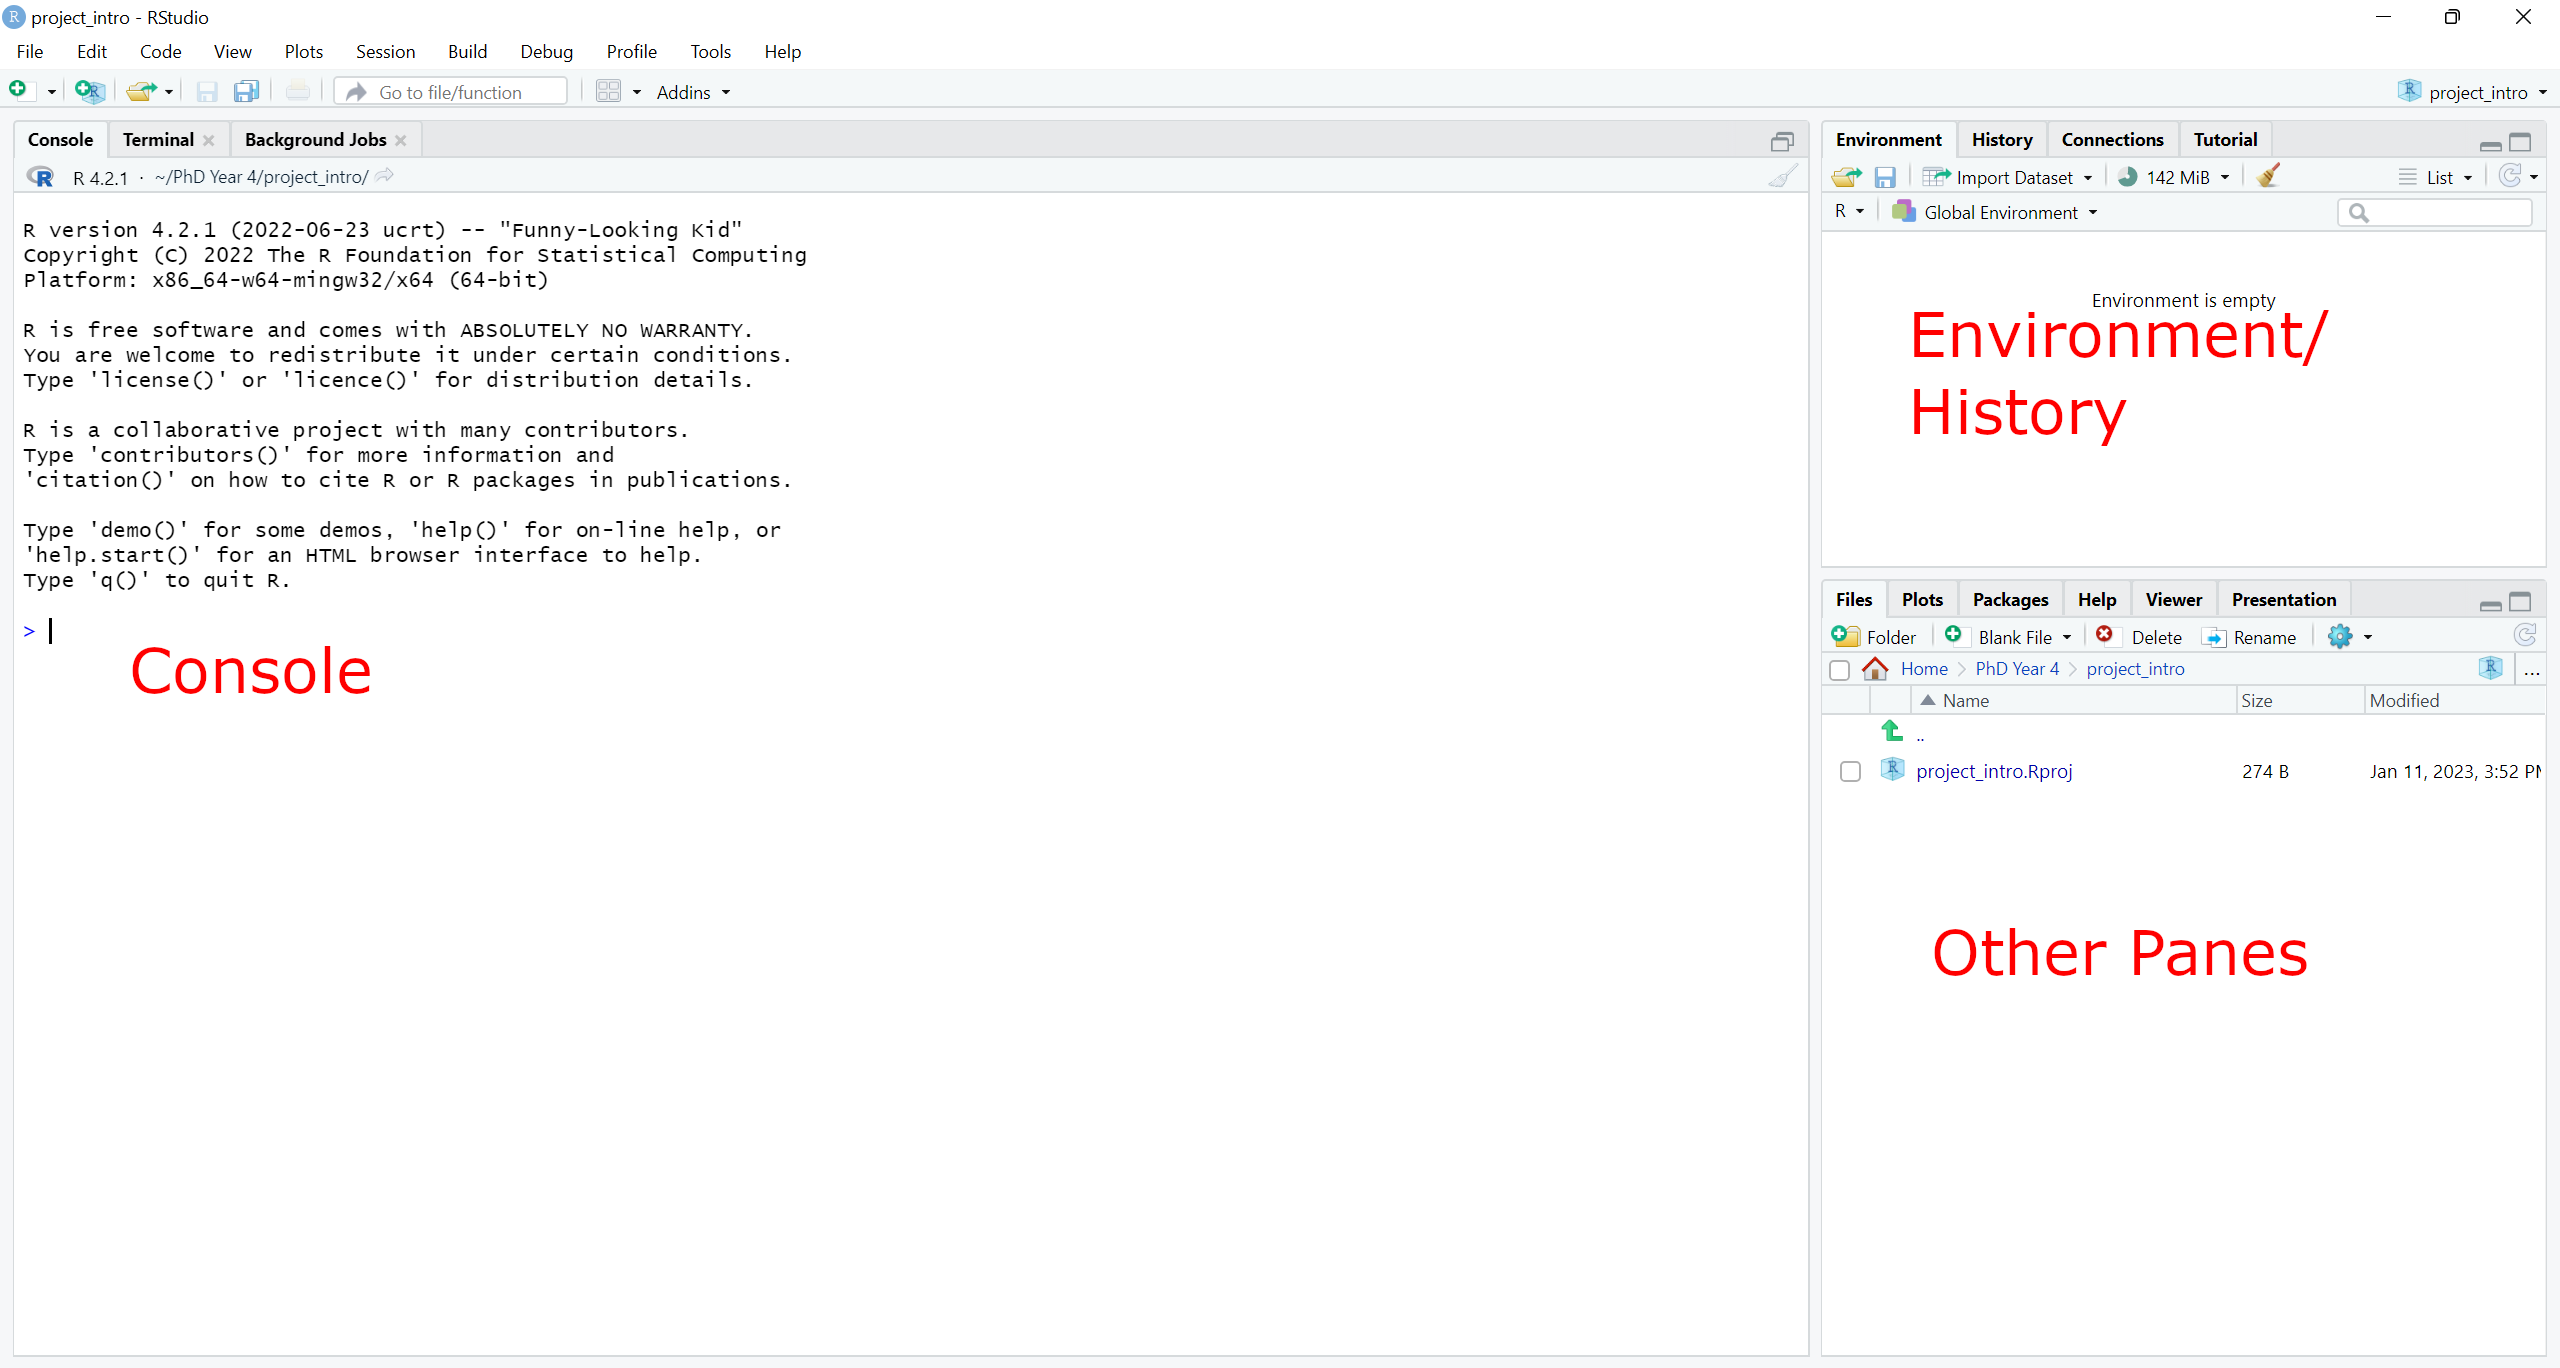 project_intro - RStudio
File Edit Code View Plots Session Build Debug Profile Tools Help
Go to file/function Addins project_intro
Console Terminal Background Jobs
R 4.2.1 · ~/PhD Year 4/project_intro/
R version 4.2.1 (2022-06-23 ucrt) -- "Funny-Looking Kid"
Copyright (C) 2022 The R Foundation for Statistical Computing
Platform: x86_64-w64-mingw32/x64 (64-bit)
R is free software and comes with ABSOLUTELY NO WARRANTY.
You are welcome to redistribute it under certain conditions.
Type 'license()' or 'licence()' for distribution details.
R is a collaborative project with many contributors.
Type 'contributors()' for more information and
'citation()' on how to cite R or R packages in publications.
Type 'demo()' for some demos, 'help()' for on-line help, or
'help.start()' for an HTML browser interface to help.
Type 'q()' to quit R.
>
Console
Environment History Connections Tutorial
Import Dataset 142 MiB List
R Global Environment
Environment is empty
Environment/
History
Files Plots Packages Help Viewer Presentation
Folder Blank File Delete Rename
Home PhD Year 4 project_intro ...
Name Size Modified
..
project_intro.Rproj 274 B Jan 11, 2023, 3:52 P
Other Panes